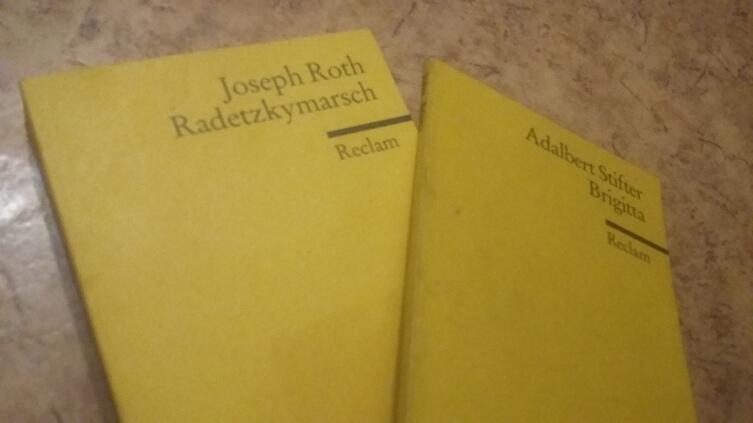 Joseph Roth
Radetzkymarsch
Reclam
Adalbert Stifter
Brigitta
Reclam